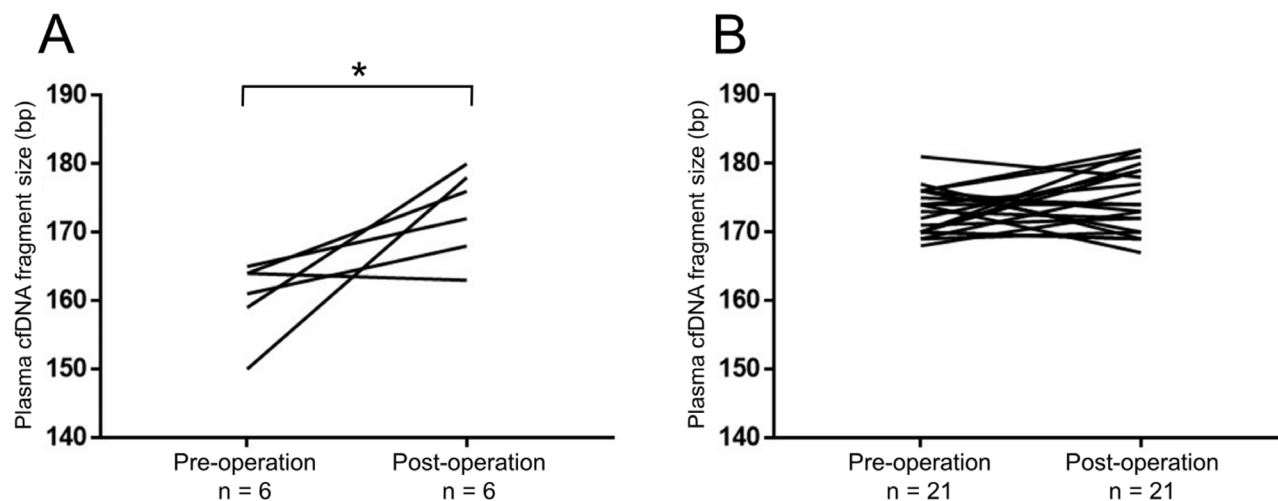 A
*
Plasma cfDNA fragment size (bp)
190
180
170
160
150
140
Pre-operation
n = 6
Post-operation
n = 6
B
Plasma cfDNA fragment size (bp)
190
180
170
160
150
140
Pre-operation
n = 21
Post-operation
n = 21